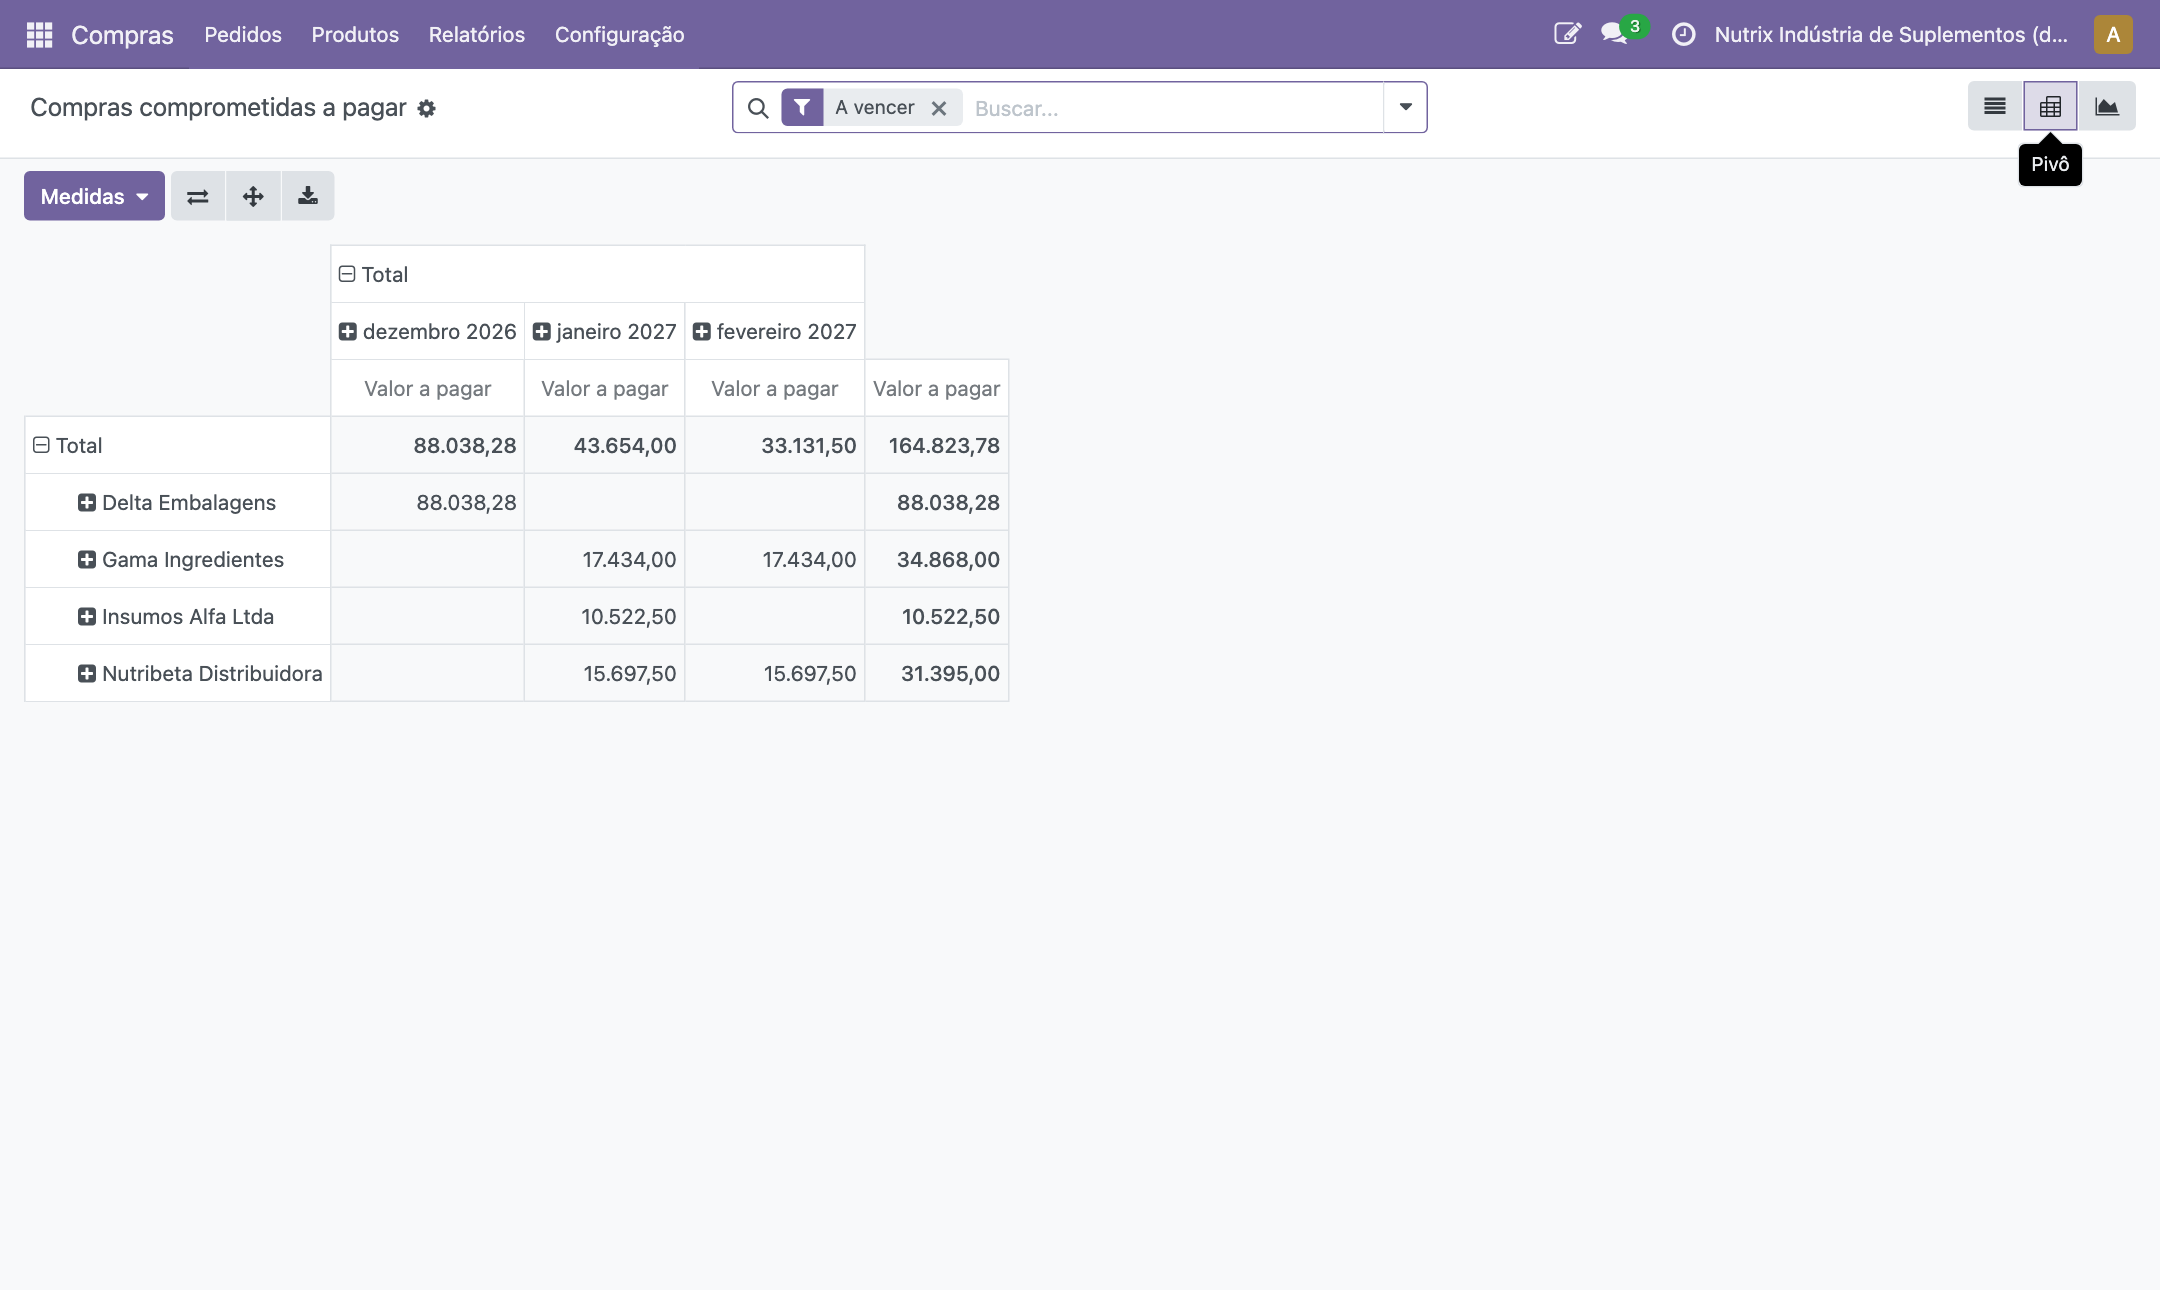 Compras Pedidos Produtos Relatórios Configuração 3 Nutrix Indústria de Suplementos (d... A
Compras comprometidas a pagar A vencer Buscar...
Pivô
Medidas
Total
dezembro 2026 janeiro 2027 fevereiro 2027
Valor a pagar Valor a pagar Valor a pagar Valor a pagar
Total 88.038,28 43.654,00 33.131,50 164.823,78
Delta Embalagens 88.038,28 88.038,28
Gama Ingredientes 17.434,00 17.434,00 34.868,00
Insumos Alfa Ltda 10.522,50 10.522,50
Nutribeta Distribuidora 15.697,50 15.697,50 31.395,00